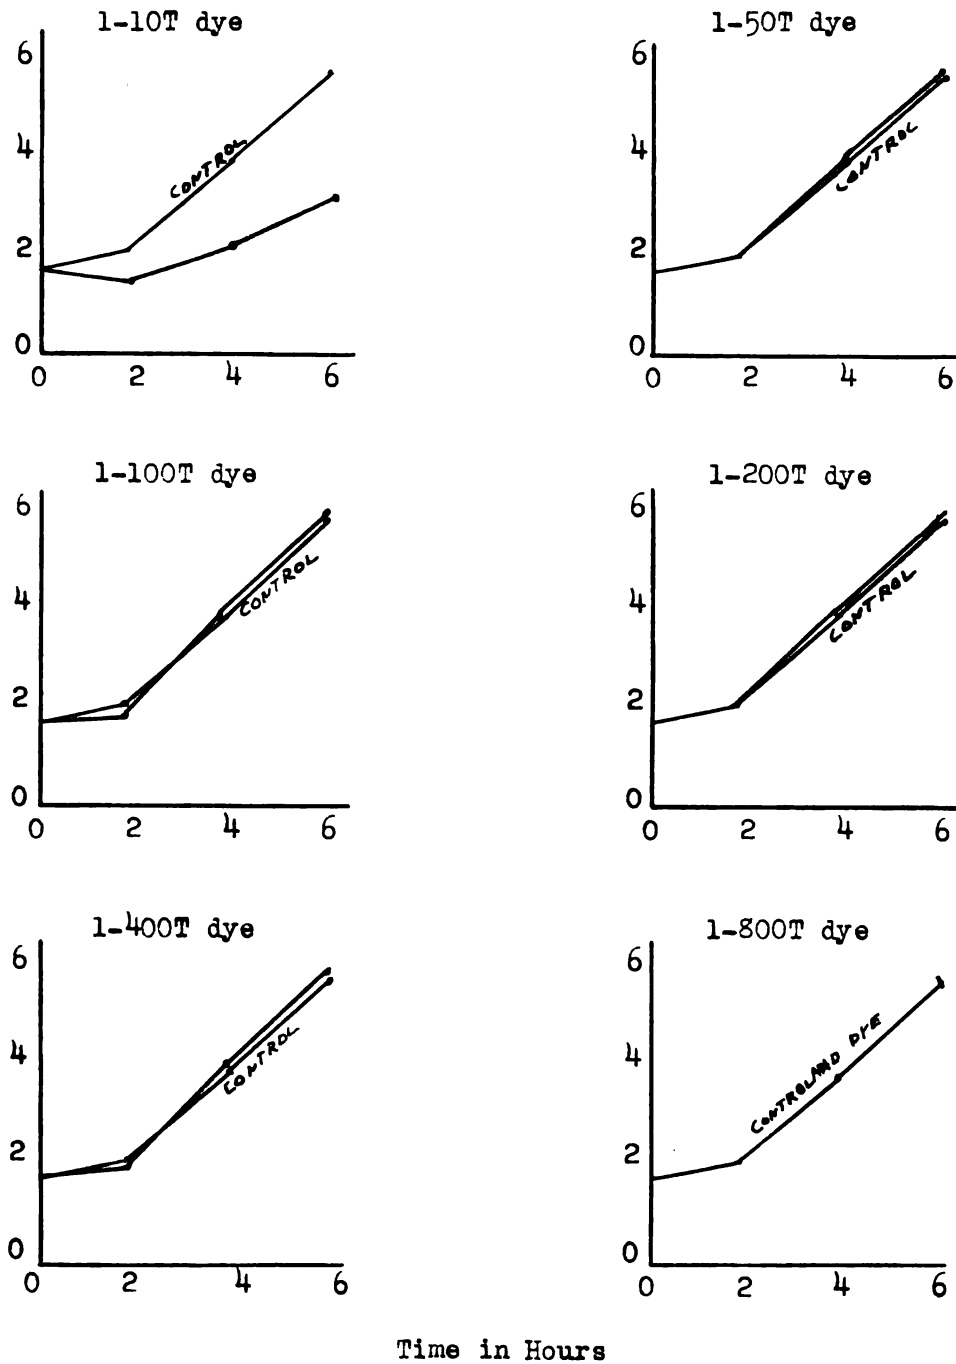 1-10T dye
6
4
2
0
0 2 4 6
CONTROL
1-50T dye
6
4
2
0
0 2 4 6
CONTROL
1-100T dye
6
4
2
0
0 2 4 6
CONTROL
1-200T dye
6
4
2
0
0 2 4 6
CONTROL
1-400T dye
6
4
2
0
0 2 4 6
CONTROL
1-800T dye
6
4
2
0
0 2 4 6
CONTROL AND DYE
Time in Hours